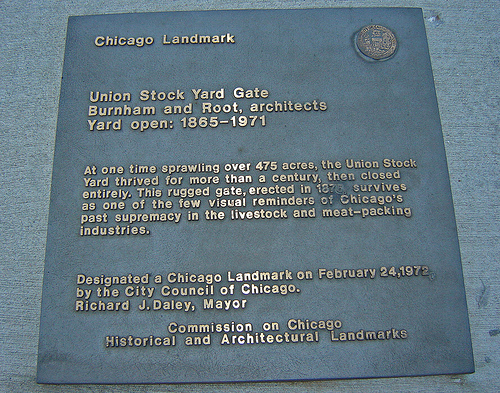 Chicago Landmark
Union Stock Yard Gate
Burnham and Root, architects
Yard open: 1865–1971
At one time sprawling over 475 acres, the Union Stock
Yard thrived for more than a century, then closed
entirely. This rugged gate, erected in survives
as one of the few visual reminders of Chicago's
past supremacy in the livestock and meat–packing
industries.
Designated a Chicago Landmark on February 24,1972
by the City Council of Chicago.
Richard J. Daley, Mayor
Commission on Chicago
Historical and Architectural Landmarks